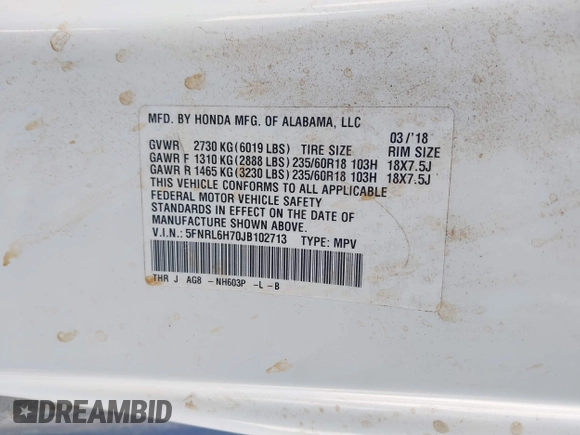 MFD. BY HONDA MFG. OF ALABAMA, LLC
03/'18
GVWR 2730 KG(6019 LBS) TIRE SIZE RIM SIZE
GAWR F 1310 KG(2888 LBS)235/60R18 103H 18X7.5J
GAWR R 1465 KG(3230 LBS)235/60R18 103H 18X7.5J
THIS VEHICLE CONFORMS TO ALL APPLICABLE
FEDERAL MOTOR VEHICLE SAFETY
STANDARDS IN EFFECT ON THE DATE OF
MANUFACTURE SHOWN ABOVE.
V.I.N.: 5FNRL6H70JB102713 TYPE: MPV
THR J AG8 - NH603P -L - B
DREAMBID